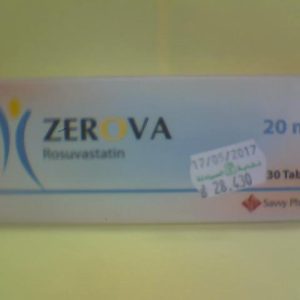 ZEROVA
Rosuvastatin
20 m
17/05/2017
28.430
30 Tab
Savvy Ph